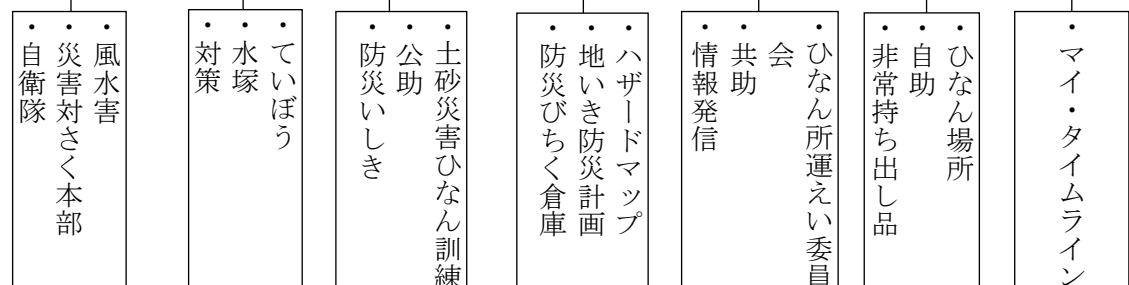 ・マイ・タイムライン
・ひなん場所
・自助
・非常持ち出し品
・ひなん所運えい委員
会
・共助
・情報発信
・ハザードマップ
・地いき防災計画
・防災びちく倉庫
・土砂災害ひなん訓練
・公助
・防災いしき
・ていぼう
・水塚
・対策
・風水害
・災害対さく本部
・自衛隊